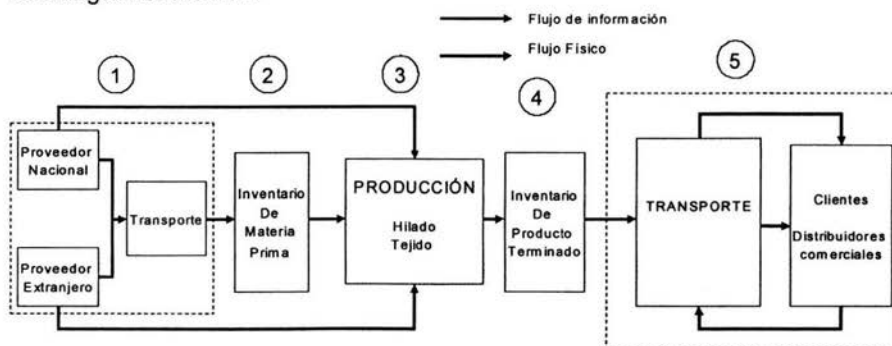 Flujo de información
Flujo Físico
1
2
3
4
5
Proveedor
Nacional
Proveedor
Extranjero
Transporte
Inventario
De
Materia
Prima
PRODUCCIÓN
Hilado
Tejido
Inventario
De
Producto
Terminado
TRANSPORTE
Clientes
Distribuidores
comerciales